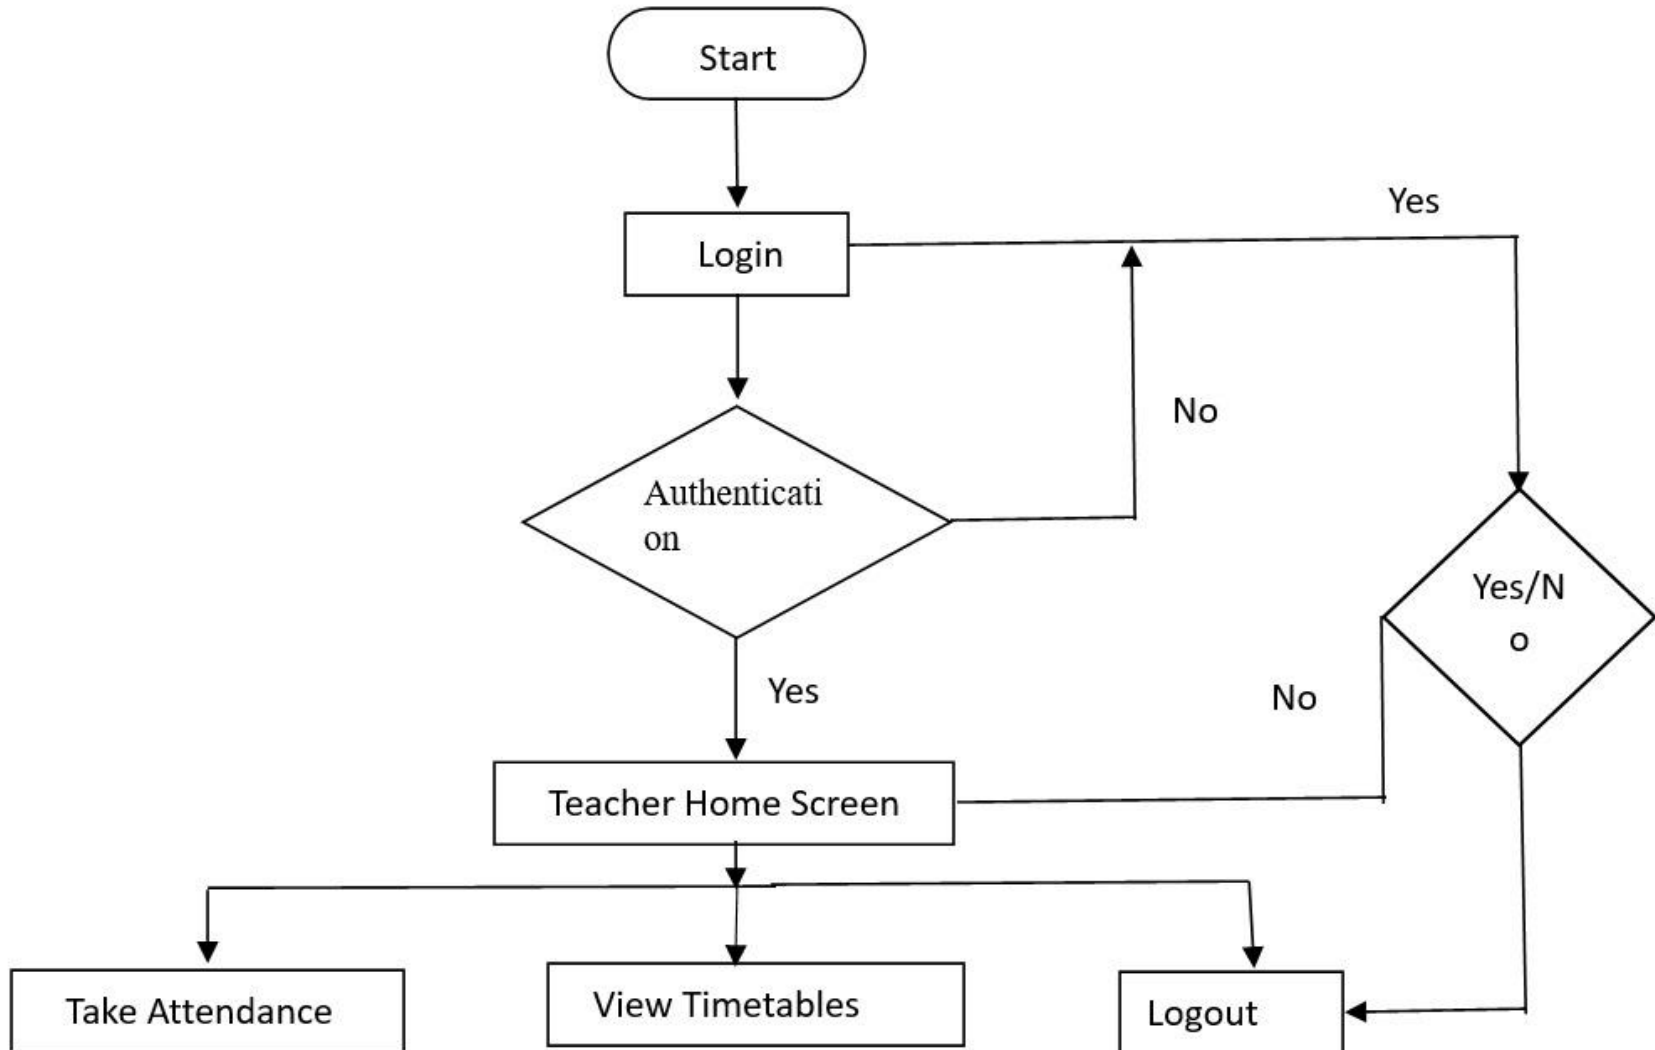 Start
Yes
Login
No
Authenticati
on
Yes/N
o
Yes
No
Teacher Home Screen
Take Attendance
View Timetables
Logout